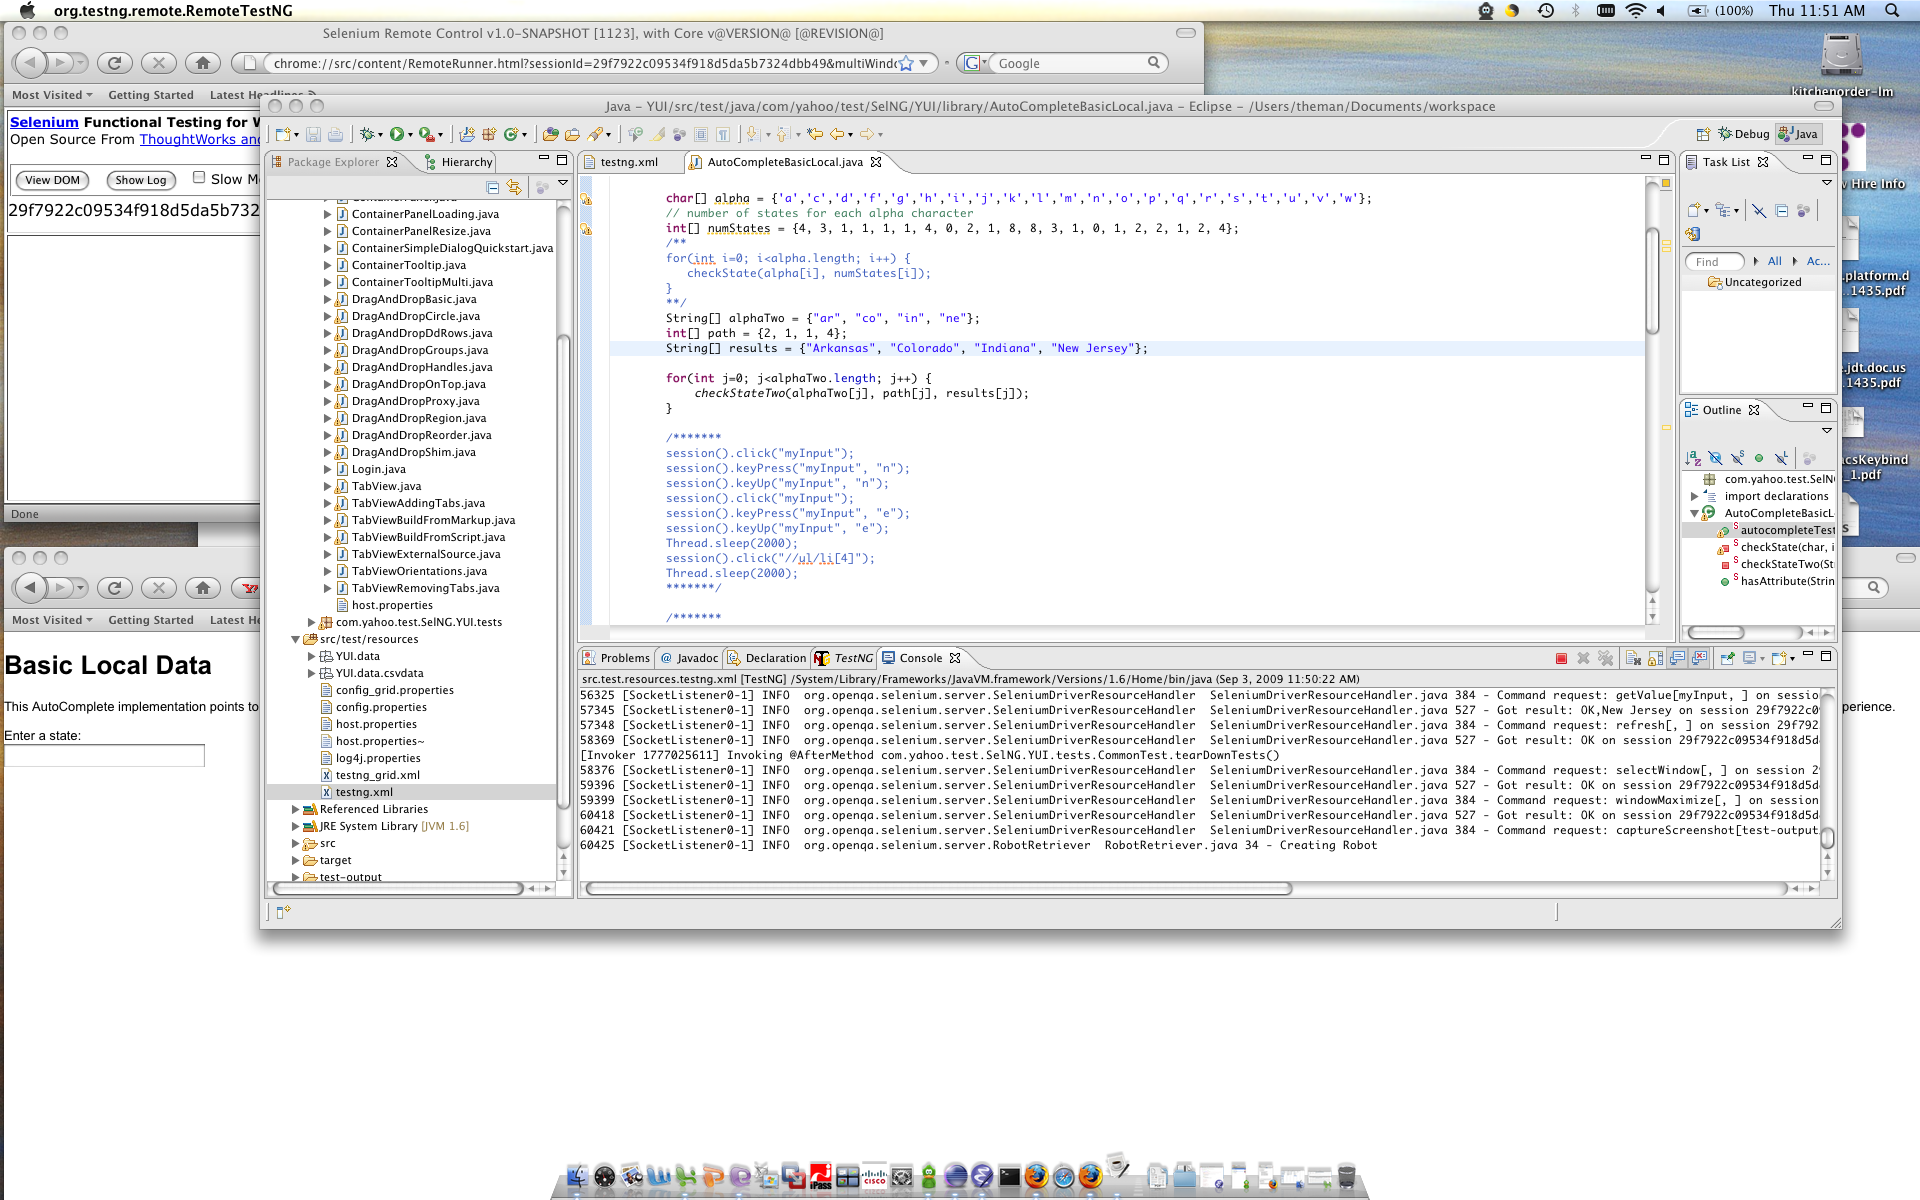 org.testng.remote.RemoteTestNG
(100%) Thu 11:51 AM
Selenium Remote Control v1.0-SNAPSHOT [1123], with Core v@VERSION@ [@REVISION@]
chrome://src/content/RemoteRunner.html?sessionId=29f7922c09534f918d5da5b7324dbb49&multiWindo
Google
Most Visited Getting Started Latest Headlines
kitchenorder-lm
Selenium Functional Testing for W
Open Source From ThoughtWorks and
View DOM Show Log Slow M
29f7922c09534f918d5da5b732
Done
Java – YUI/src/test/java/com/yahoo/test/SelNG/YUI/library/AutoCompleteBasicLocal.java – Eclipse – /Users/theman/Documents/workspace
Debug Java
Package Explorer Hierarchy
ContainerPanelLoading.java
ContainerPanelResize.java
ContainerSimpleDialogQuickstart.java
ContainerTooltip.java
ContainerTooltipMulti.java
DragAndDropBasic.java
DragAndDropCircle.java
DragAndDropDdRows.java
DragAndDropGroups.java
DragAndDropHandles.java
DragAndDropOnTop.java
DragAndDropProxy.java
DragAndDropRegion.java
DragAndDropReorder.java
DragAndDropShim.java
Login.java
TabView.java
TabViewAddingTabs.java
TabViewBuildFromMarkup.java
TabViewBuildFromScript.java
TabViewExternalSource.java
TabViewOrientations.java
TabViewRemovingTabs.java
host.properties
com.yahoo.test.SelNG.YUI.tests
src/test/resources
YUI.data
YUI.data.csvdata
config_grid.properties
config.properties
host.properties
host.properties~
log4j.properties
testng_grid.xml
testng.xml
Referenced Libraries
JRE System Library [JVM 1.6]
src
target
test-output
testng.xml AutoCompleteBasicLocal.java
char[] alpha = {'a','c','d','f','g','h','i','j','k','l','m','n','o','p','q','r','s','t','u','v','w'};
// number of states for each alpha character
int[] numStates = {4, 3, 1, 1, 1, 1, 4, 0, 2, 1, 8, 8, 3, 1, 0, 1, 2, 2, 1, 2, 4};
/**
for(int i=0; i<alpha.length; i++) {
checkState(alpha[i], numStates[i]);
}
**/
String[] alphaTwo = {"ar", "co", "in", "ne"};
int[] path = {2, 1, 1, 4};
String[] results = {"Arkansas", "Colorado", "Indiana", "New Jersey"};
for(int j=0; j<alphaTwo.length; j++) {
checkStateTwo(alphaTwo[j], path[j], results[j]);
}
/*******
session().click("myInput");
session().keyPress("myInput", "n");
session().keyUp("myInput", "n");
session().click("myInput");
session().keyPress("myInput", "e");
session().keyUp("myInput", "e");
Thread.sleep(2000);
session().click("//ul/li[4]");
Thread.sleep(2000);
*******/
/*******
Task List
Find All Ac...
Uncategorized
Outline
com.yahoo.test.SelN
import declarations
AutoCompleteBasicL
autocompleteTest
checkState(char, i
checkStateTwo(St
hasAttribute(Strin
Hire Info
.platform.d
...1435.pdf
.jdt.doc.us
.1435.pdf
acsKeybind
_1.pdf
s
Problems Javadoc Declaration TestNG Console
src.test.resources.testng.xml [TestNG] /System/Library/Frameworks/JavaVM.framework/Versions/1.6/Home/bin/java (Sep 3, 2009 11:50:22 AM)
56325 [SocketListener0-1] INFO org.openqa.selenium.server.SeleniumDriverResourceHandler SeleniumDriverResourceHandler.java 384 - Command request: getValue[myInput, ] on sessio
57345 [SocketListener0-1] INFO org.openqa.selenium.server.SeleniumDriverResourceHandler SeleniumDriverResourceHandler.java 527 - Got result: OK,New Jersey on session 29f7922c0
57348 [SocketListener0-1] INFO org.openqa.selenium.server.SeleniumDriverResourceHandler SeleniumDriverResourceHandler.java 384 - Command request: refresh[, ] on session 29f792
58369 [SocketListener0-1] INFO org.openqa.selenium.server.SeleniumDriverResourceHandler SeleniumDriverResourceHandler.java 527 - Got result: OK on session 29f7922c09534f918d5d
[Invoker 1777025611] Invoking @AfterMethod com.yahoo.test.SelNG.YUI.tests.CommonTest.tearDownTests()
58376 [SocketListener0-1] INFO org.openqa.selenium.server.SeleniumDriverResourceHandler SeleniumDriverResourceHandler.java 384 - Command request: selectWindow[, ] on session 2
59396 [SocketListener0-1] INFO org.openqa.selenium.server.SeleniumDriverResourceHandler SeleniumDriverResourceHandler.java 527 - Got result: OK on session 29f7922c09534f918d5d
59399 [SocketListener0-1] INFO org.openqa.selenium.server.SeleniumDriverResourceHandler SeleniumDriverResourceHandler.java 384 - Command request: windowMaximize[, ] on session
60418 [SocketListener0-1] INFO org.openqa.selenium.server.SeleniumDriverResourceHandler SeleniumDriverResourceHandler.java 527 - Got result: OK on session 29f7922c09534f918d5d
60421 [SocketListener0-1] INFO org.openqa.selenium.server.SeleniumDriverResourceHandler SeleniumDriverResourceHandler.java 384 - Command request: captureScreenshot[test-output
60425 [SocketListener0-1] INFO org.openqa.selenium.server.RobotRetriever RobotRetriever.java 34 - Creating Robot
Most Visited Getting Started Latest He
Basic Local Data
This AutoComplete implementation points to
perience.
Enter a state:
iPass
CISCO